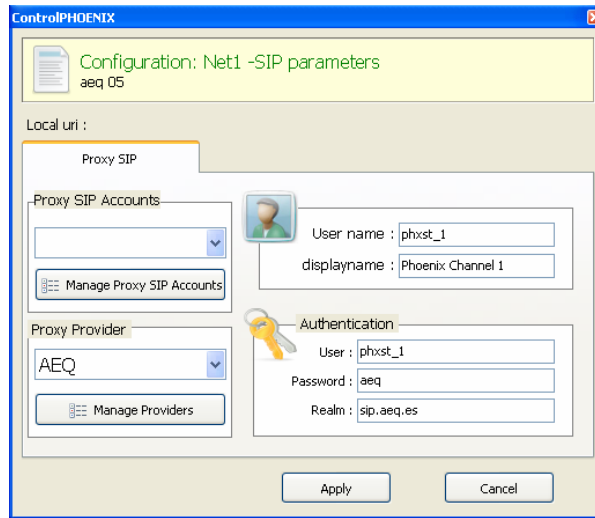 ControlPHOENIX
Configuration: Net1 -SIP parameters
aeq 05
Local uri :
Proxy SIP
Proxy SIP Accounts
Manage Proxy SIP Accounts
Proxy Provider
AEQ
Manage Providers
User name : phxst_1
displayname : Phoenix Channel 1
Authentication
User : phxst_1
Password : aeq
Realm : sip.aeq.es
Apply
Cancel